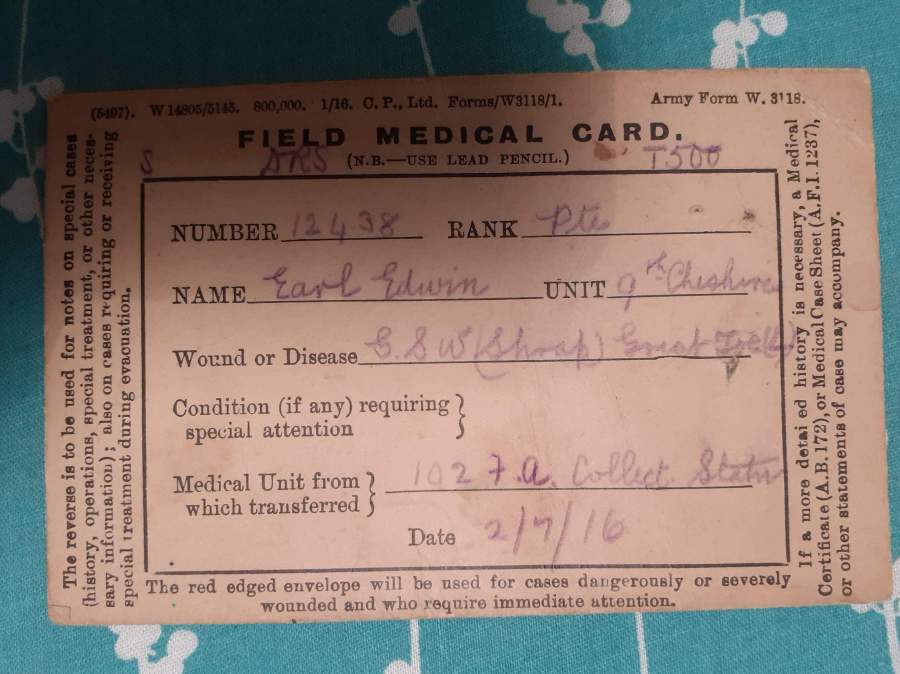 (5497). W 14805/5145. 800,000. 1/16. C. P., Ltd. Forms/W3118/1. Army Form W. 3118.
FIELD MEDICAL CARD.
S DRS (N.B.—USE LEAD PENCIL.) T500
NUMBER 12438 RANK Pte
NAME Earl Edwin UNIT 9th Cheshire
Wound or Disease G.S.W (Shrap) Great Toe (L)
Condition (if any) requiring
special attention
Medical Unit from
which transferred } 102 F.A. Collect. Statn
Date 2/7/16
The red edged envelope will be used for cases dangerously or severely
wounded and who require immediate attention.
The reverse is to be used for notes on special cases
(history, operations, special treatment, or other neces-
sary information); also on cases requiring or receiving
special treatment during evacuation.
If a more detailed history is necessary, a Medical
Certificate (A.B. 172), or Medical Case Sheet (A.F.I. 1237),
or other statements of case may accompany.